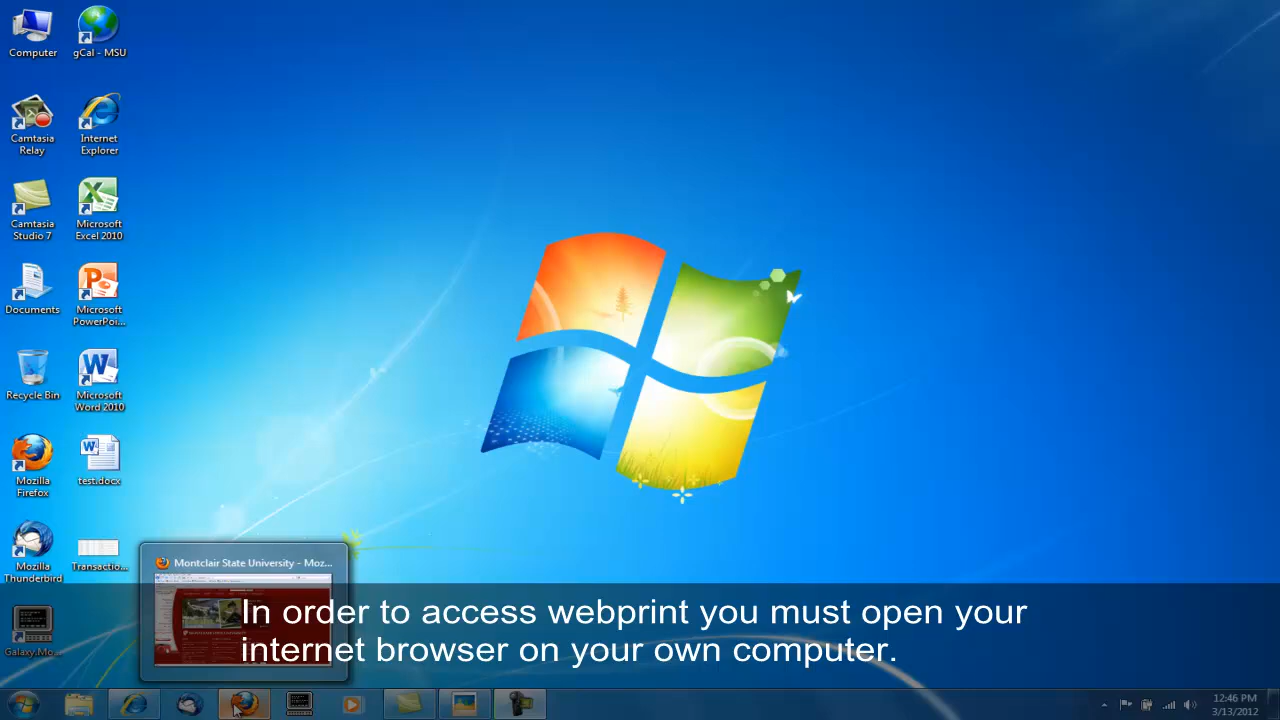 Computer
gCal - MSU
Camtasia
Relay
Internet
Explorer
Camtasia
Studio 7
Microsoft
Excel 2010
Documents
Microsoft
PowerPoi...
Recycle Bin
Microsoft
Word 2010
Mozilla
Firefox
test.docx
Mozilla
Thunderbird
Transactio...
Galaxy.Mo...
Montclair State University - Moz...
In order to access webprint you must open your
internet browser on your own computer.
12:46 PM
3/13/2012